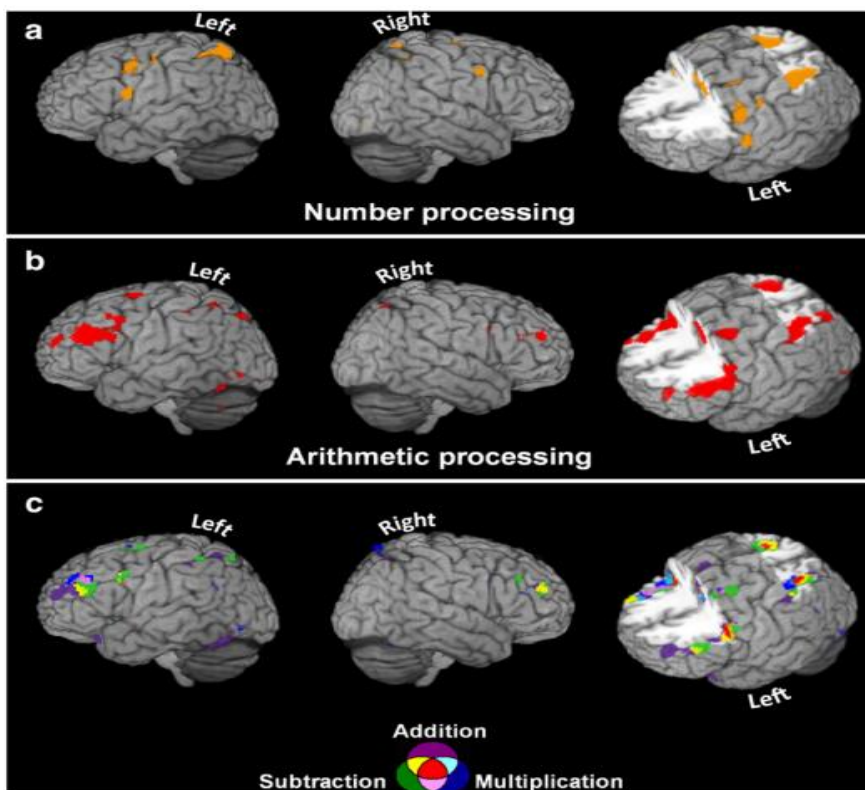 a
Left
Right
Left
Number processing
b
Left
Right
Left
Arithmetic processing
c
Left
Right
Left
Addition
Subtraction
Multiplication